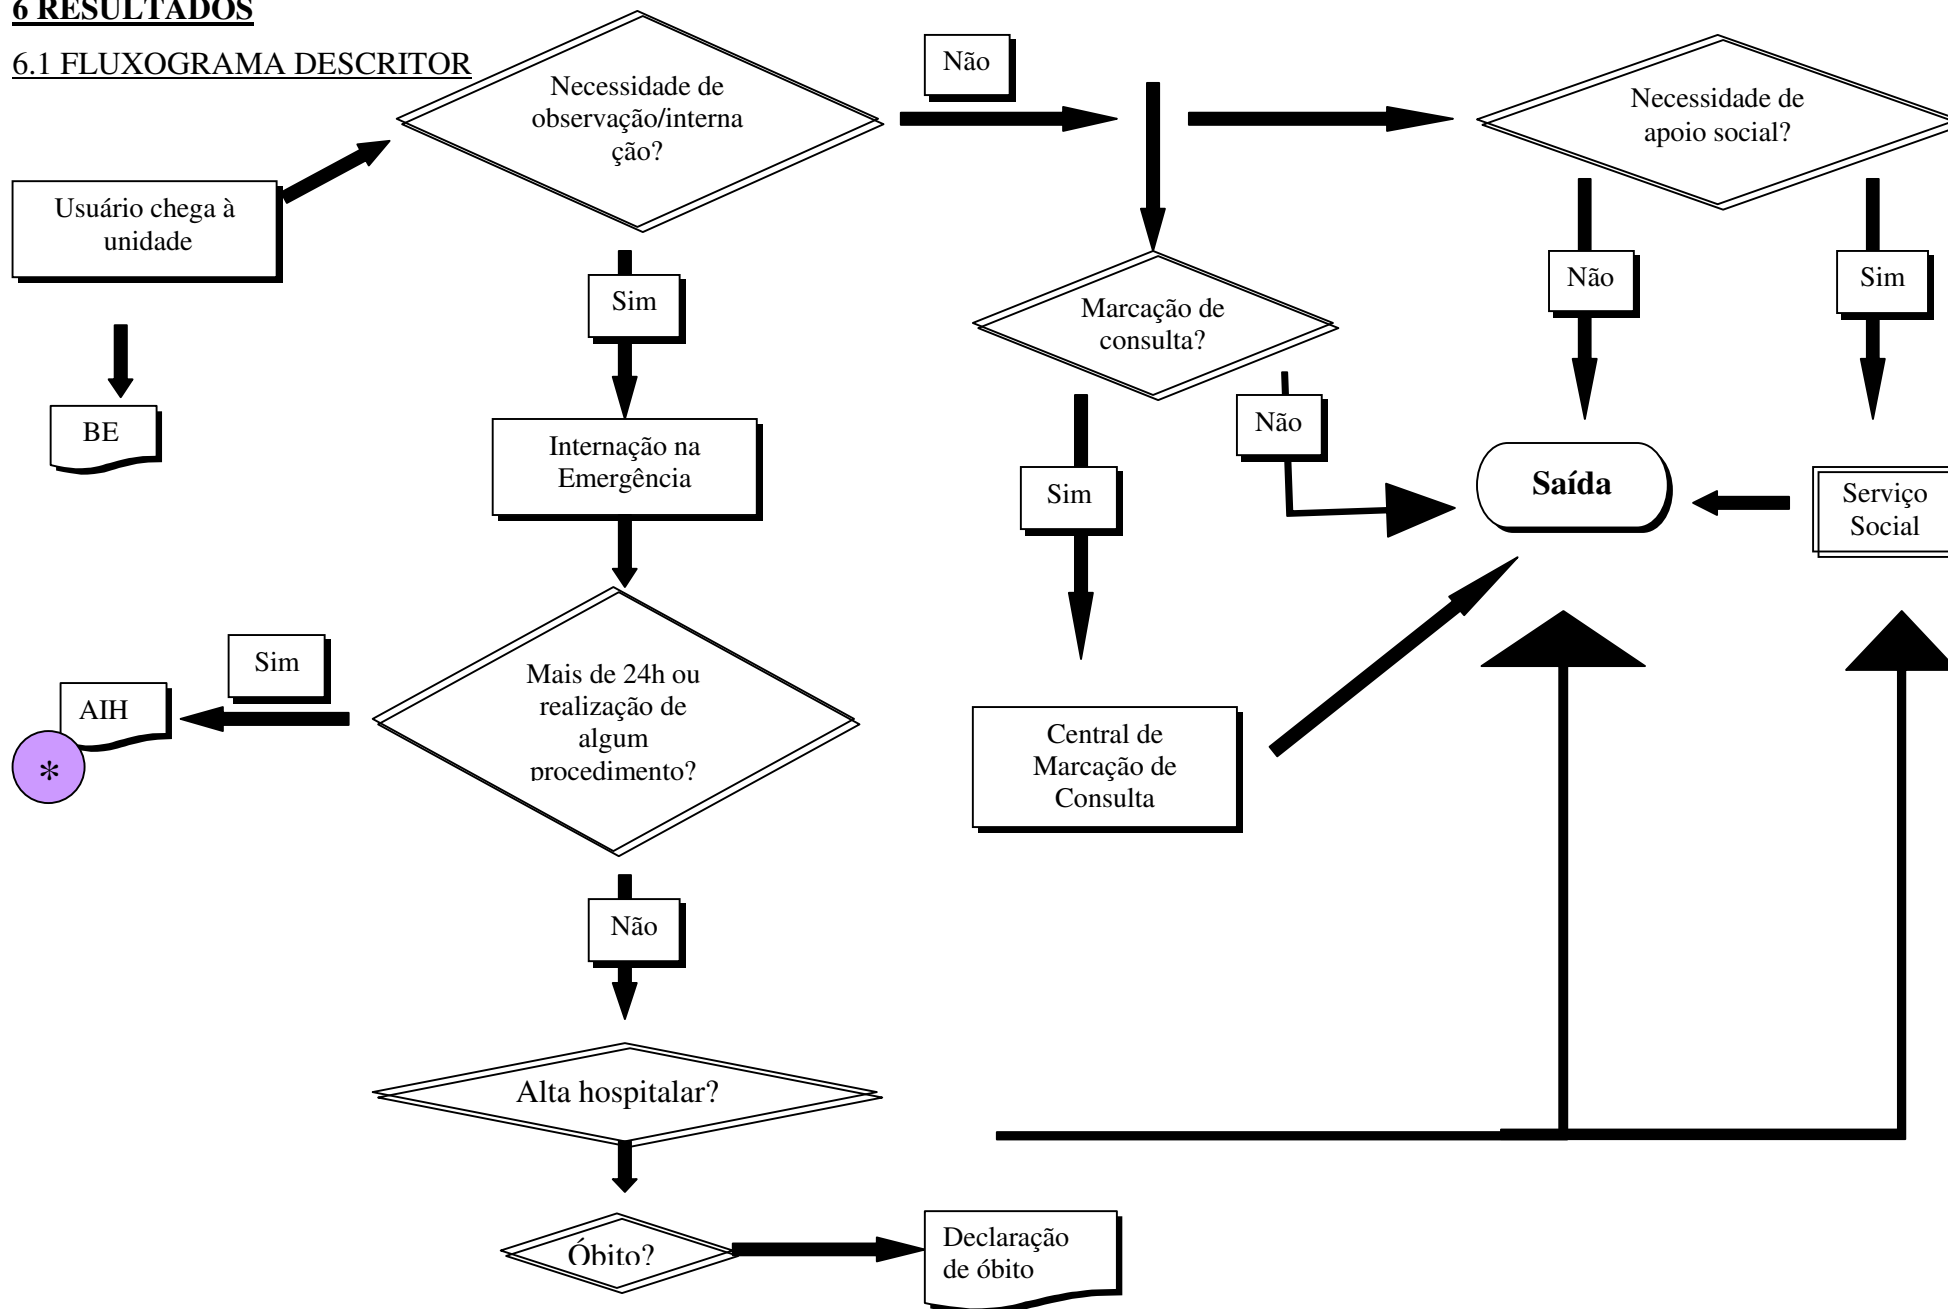 6 RESULTADOS
6.1 FLUXOGRAMA DESCRITOR
Necessidade de
observação/interna
ção?
Não
Necessidade de
apoio social?
Usuário chega à
unidade
Sim
Marcação de
consulta?
Não
Sim
BE
Internação na
Emergência
Não
Sim
Saída
Serviço
Social
Sim
AIH
*
Mais de 24h ou
realização de
algum
procedimento?
Central de
Marcação de
Consulta
Não
Alta hospitalar?
Óbito?
Declaração
de óbito